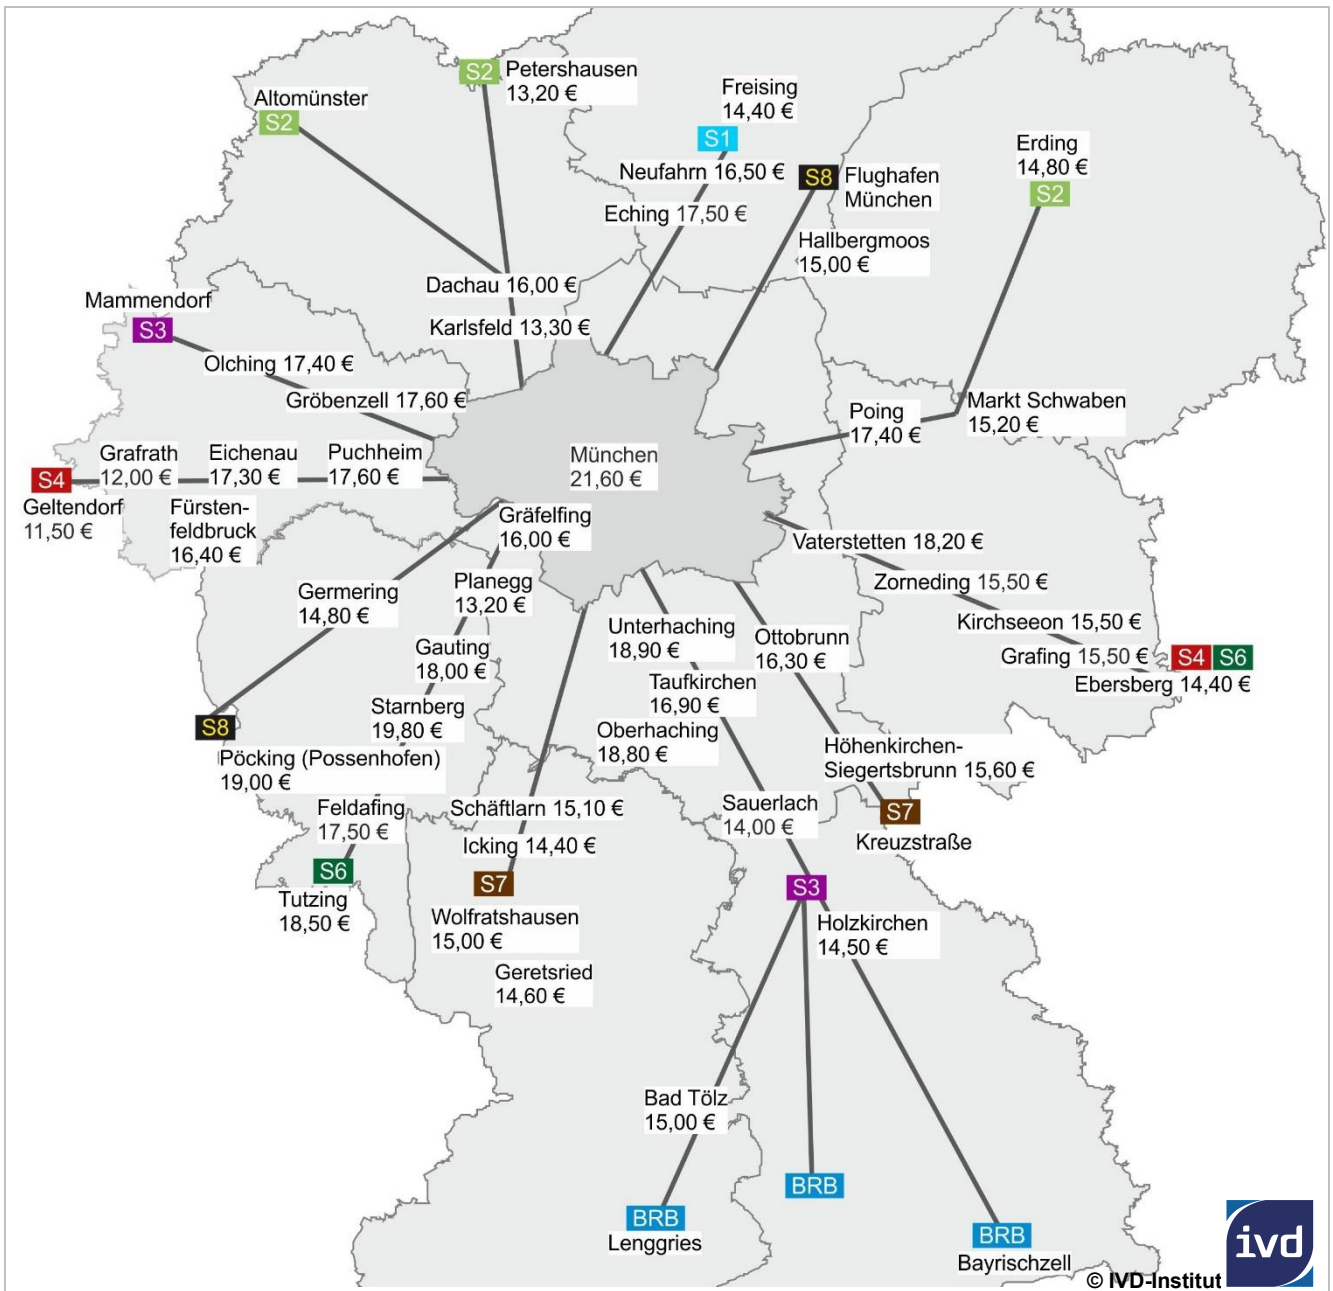 S2
Petershausen
13,20 €
Altomünster
S2
Freising
14,40 €
S1
Neufahrn 16,50 €
Eching 17,50 €
S8
Flughafen
München
Hallbergmoos
15,00 €
Erding
14,80 €
S2
Dachau 16,00 €
Karlsfeld 13,30 €
Mammendorf
S3
Olching 17,40 €
Gröbenzell 17,60 €
Poing
17,40 €
Markt Schwaben
15,20 €
München
21,60 €
S4
Geltendorf
11,50 €
Grafrath
12,00 €
Eichenau
17,30 €
Puchheim
17,60 €
Fürsten-
feldbruck
16,40 €
Gräfelfing
16,00 €
Vaterstetten 18,20 €
Zorneding 15,50 €
Kirchseeon 15,50 €
Grafing 15,50 €
S4 S6
Ebersberg 14,40 €
Germering
14,80 €
Planegg
13,20 €
Gauting
18,00 €
Starnberg
19,80 €
S8
Pöcking (Possenhofen)
19,00 €
Feldafing
17,50 €
S6
Tutzing
18,50 €
Unterhaching
18,90 €
Ottobrunn
16,30 €
Taufkirchen
16,90 €
Oberhaching
18,80 €
Höhenkirchen-
Siegertsbrunn 15,60 €
S7
Kreuzstraße
Sauerlach
14,00 €
Schäftlarn 15,10 €
Icking 14,40 €
S7
Wolfratshausen
15,00 €
Geretsried
14,60 €
S3
Holzkirchen
14,50 €
Bad Tölz
15,00 €
BRB
BRB
Lenggries
BRB
Bayrischzell
ivd
© IVD-Institut